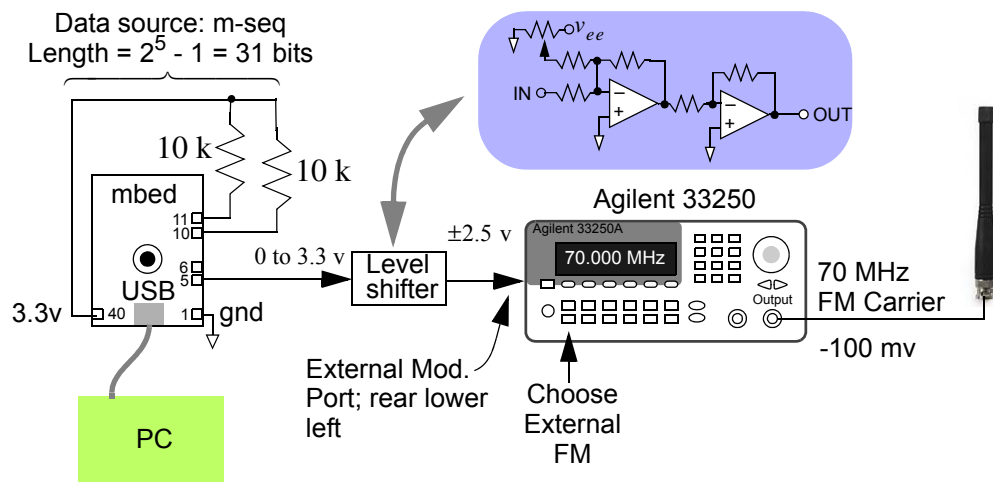 Data source: m-seq
Length = 2^5 - 1 = 31 bits
v_ee
IN
−
+
−
+
OUT
10 k
10 k
mbed
11
10
6
5
USB
3.3v
40
1
gnd
0 to 3.3 v
Level
shifter
±2.5 v
Agilent 33250
Agilent 33250A
70.000 MHz
Output
70 MHz
FM Carrier
-100 mv
External Mod.
Port; rear lower
left
Choose
External
FM
PC